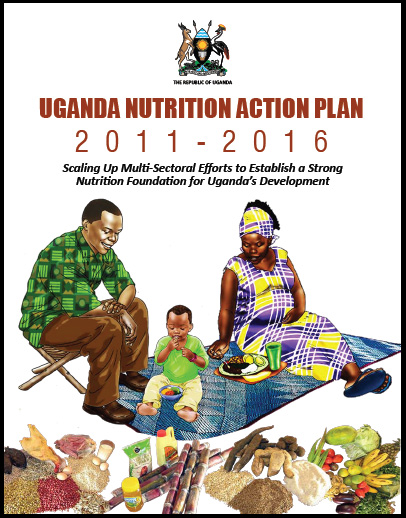 THE REPUBLIC OF UGANDA
UGANDA NUTRITION ACTION PLAN
2011-2016
Scaling Up Multi-Sectoral Efforts to Establish a Strong
Nutrition Foundation for Uganda's Development